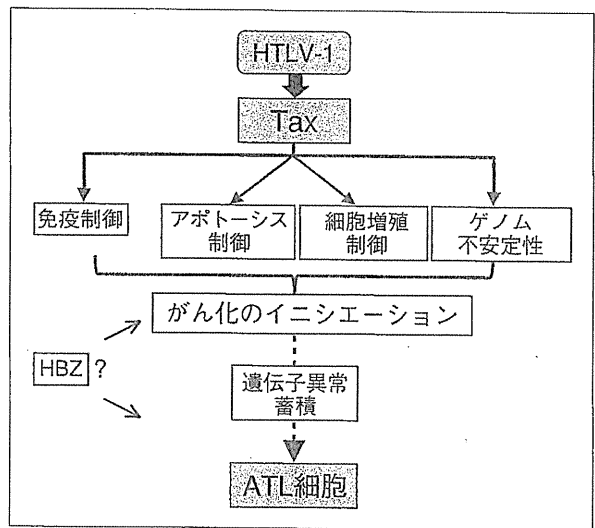 HTLV-1
Tax
免疫制御
アポトーシス
制御
細胞増殖
制御
ゲノム
不安定性
がん化のイニシエーション
HBZ?
遺伝子異常
蓄積
ATL細胞